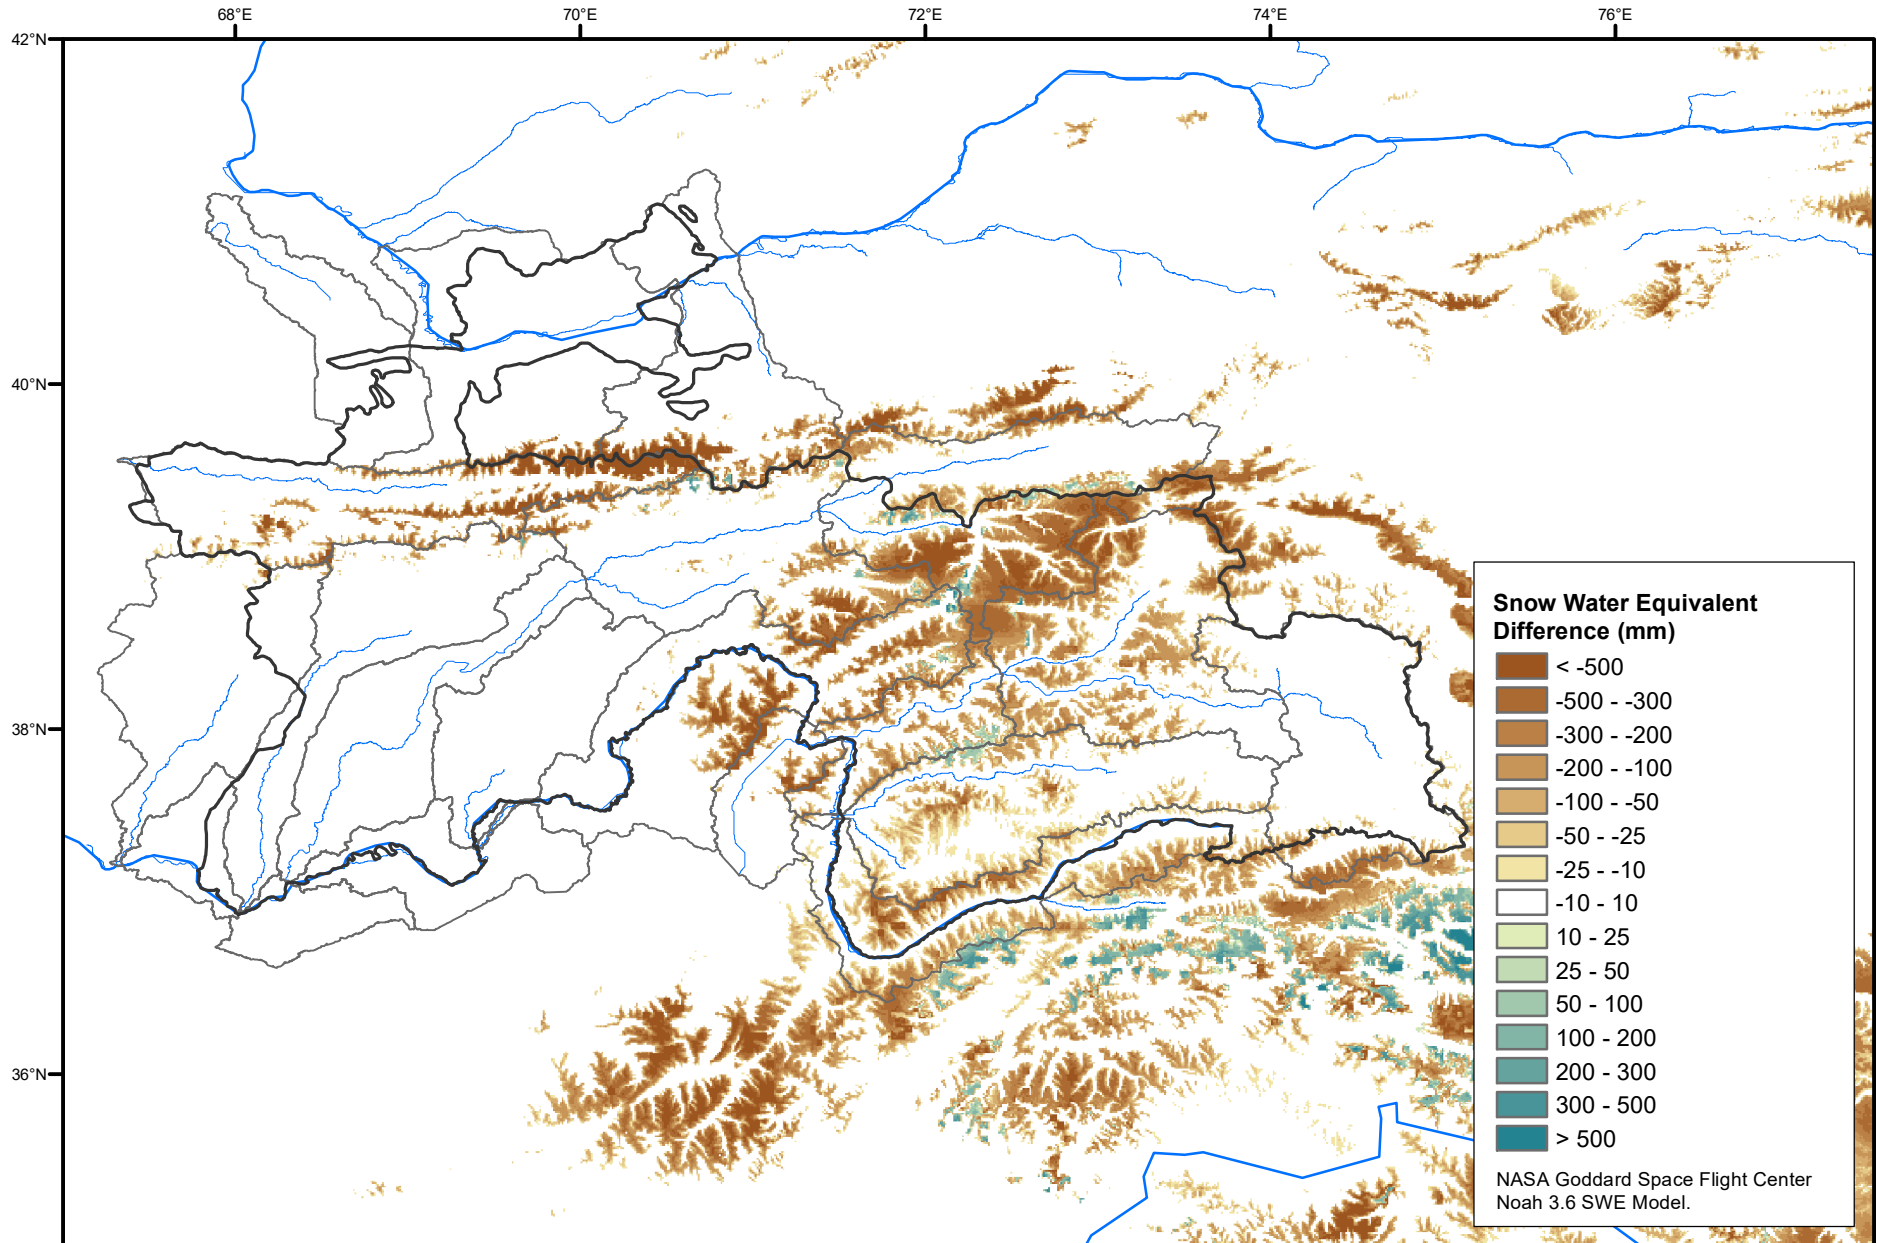 68°E
70°E
72°E
74°E
76°E
42°N
40°N
38°N
36°N
Snow Water Equivalent
Difference (mm)
< -500
-500 - -300
-300 - -200
-200 - -100
-100 - -50
-50 - -25
-25 - -10
-10 - 10
10 - 25
25 - 50
50 - 100
100 - 200
200 - 300
300 - 500
> 500
NASA Goddard Space Flight Center
Noah 3.6 SWE Model.